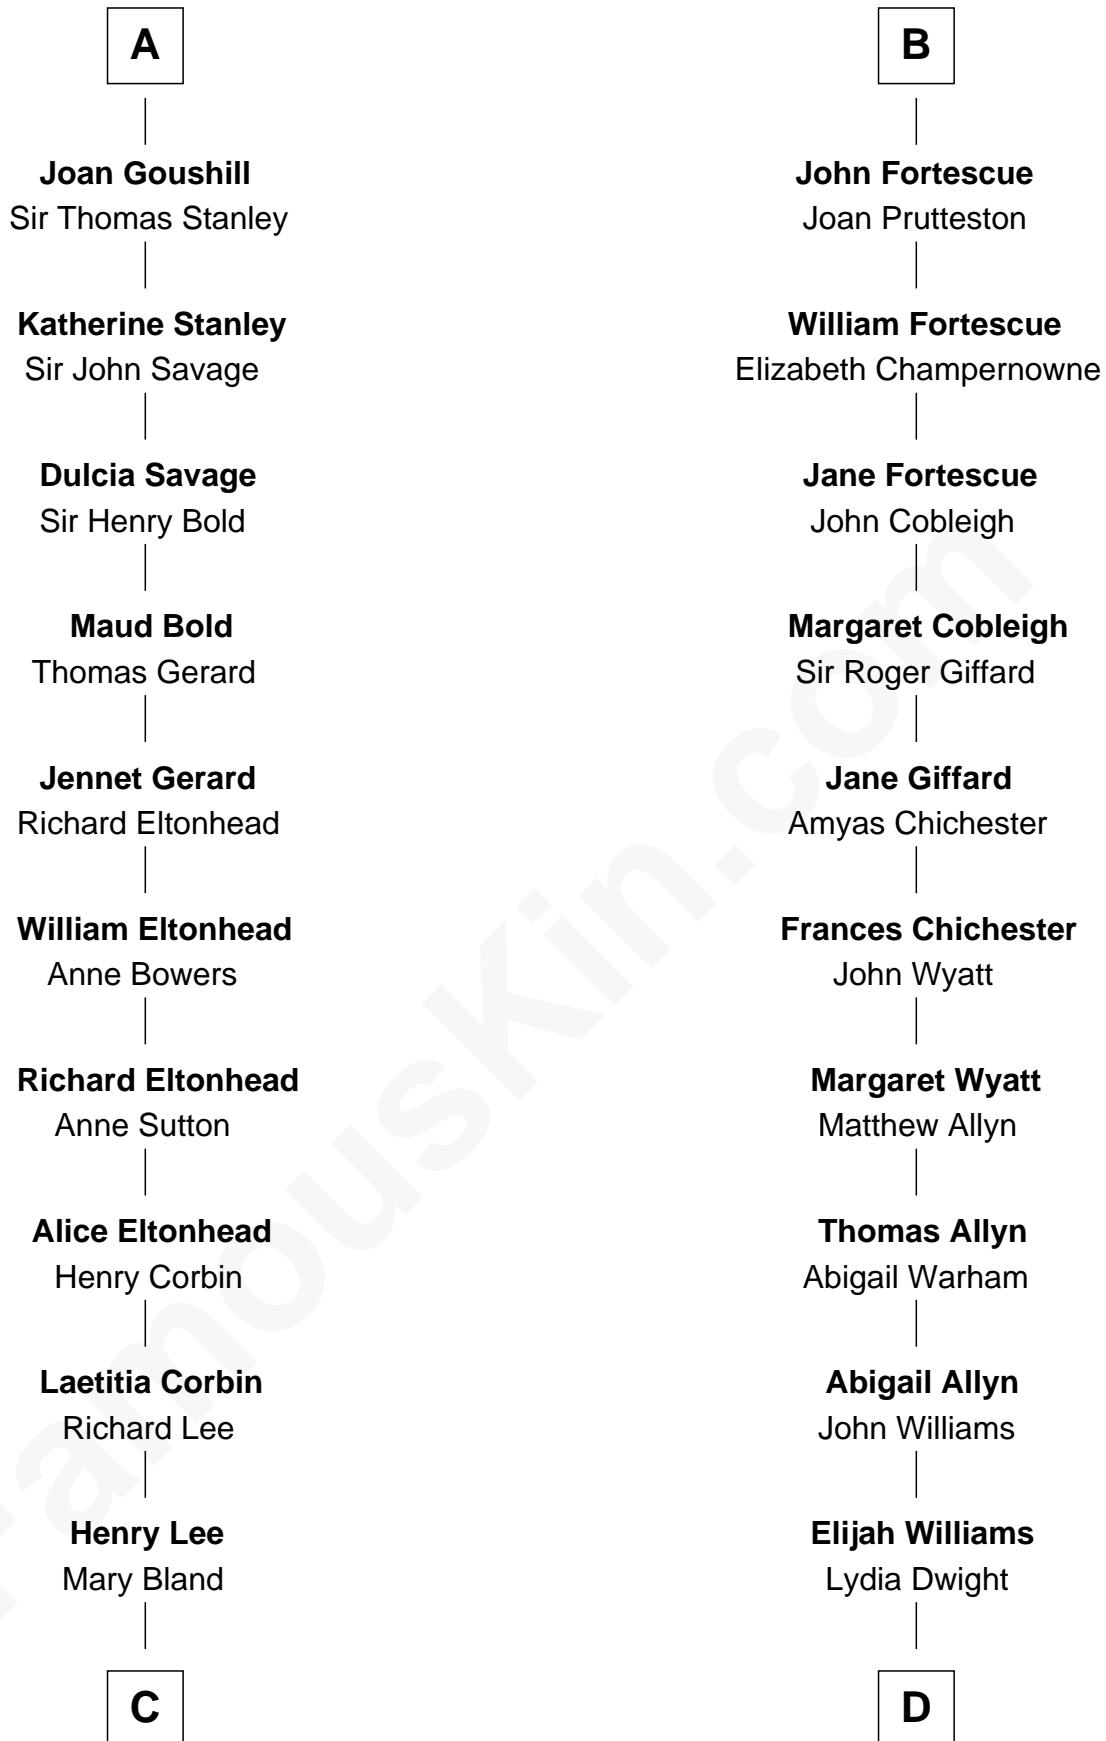 A
Joan Goushill
Sir Thomas Stanley
Katherine Stanley
Sir John Savage
Dulcia Savage
Sir Henry Bold
Maud Bold
Thomas Gerard
Jennet Gerard
Richard Eltonhead
William Eltonhead
Anne Bowers
Richard Eltonhead
Anne Sutton
Alice Eltonhead
Henry Corbin
Laetitia Corbin
Richard Lee
Henry Lee
Mary Bland
C
B
John Fortescue
Joan Prutteston
William Fortescue
Elizabeth Champernowne
Jane Fortescue
John Cobleigh
Margaret Cobleigh
Sir Roger Giffard
Jane Giffard
Amyas Chichester
Frances Chichester
John Wyatt
Margaret Wyatt
Matthew Allyn
Thomas Allyn
Abigail Warham
Abigail Allyn
John Williams
Elijah Williams
Lydia Dwight
D
FamousKin.com